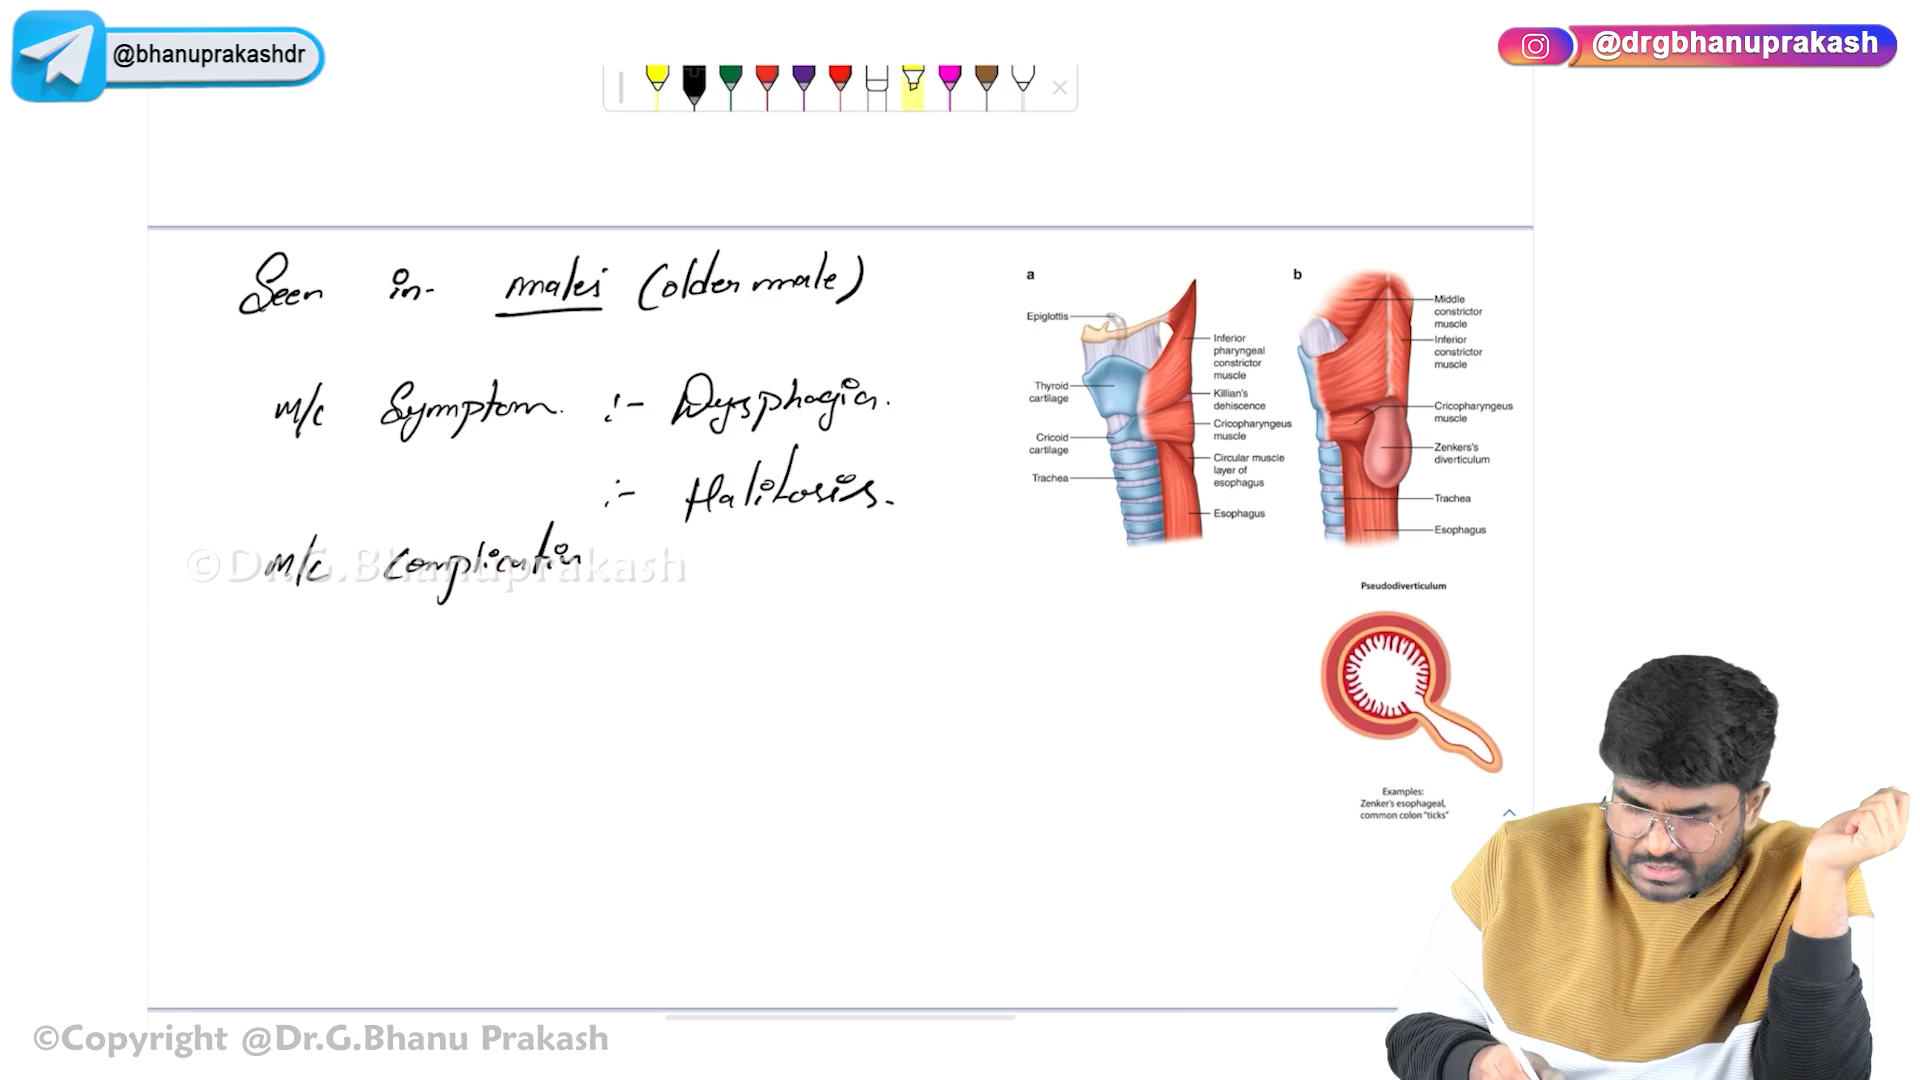 @bhanuprakashdr
@drgbhanuprakash
Seen in males (older male)
m/c Symptom :- Dysphagia.
:- Halitosis.
m/c Complication
©Dr.G.Bhanuprakash
a
Epiglottis
Thyroid
cartilage
Cricoid
cartilage
Trachea
Inferior
pharyngeal
constrictor
muscle
Killian's
dehiscence
Cricopharyngeus
muscle
Circular muscle
layer of
esophagus
Esophagus
b
Middle
constrictor
muscle
Inferior
constrictor
muscle
Cricopharyngeus
muscle
Zenkers's
diverticulum
Trachea
Esophagus
Pseudodiverticulum
Examples:
Zenker's esophageal,
common colon "ticks"
©Copyright @Dr.G.Bhanu Prakash